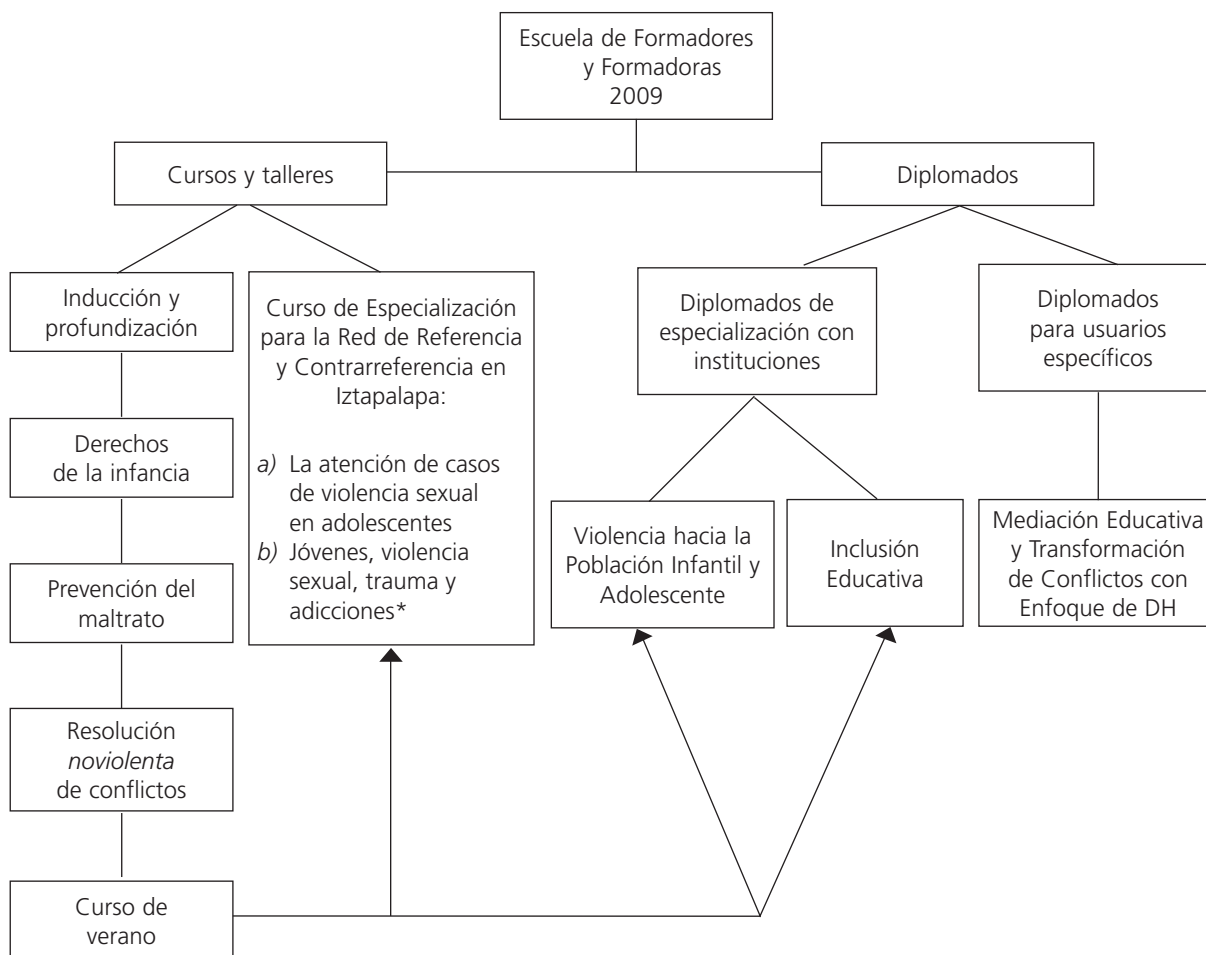 Escuela de Formadores
y Formadoras
2009
Cursos y talleres
Diplomados
Inducción y
profundización
Curso de Especialización
para la Red de Referencia
y Contrarreferencia en
Iztapalapa:
a) La atención de casos
de violencia sexual
en adolescentes
b) Jóvenes, violencia
sexual, trauma y
adicciones*
Diplomados de
especialización con
instituciones
Diplomados
para usuarios
específicos
Derechos
de la infancia
Prevención del
maltrato
Resolución
noviolenta
de conflictos
Curso de
verano
Violencia hacia la
Población Infantil y
Adolescente
Inclusión
Educativa
Mediación Educativa
y Transformación
de Conflictos con
Enfoque de DH